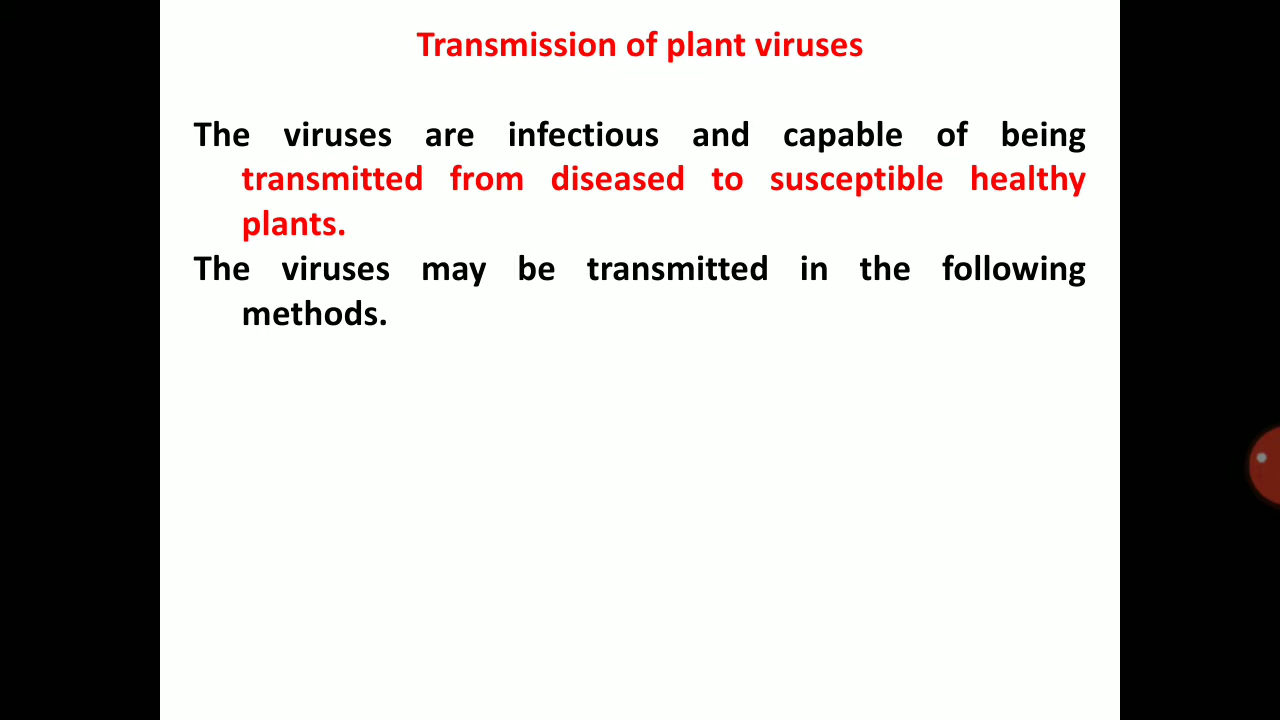 Transmission of plant viruses
The viruses are infectious and capable of being
transmitted from diseased to susceptible healthy
plants.
The viruses may be transmitted in the following
methods.